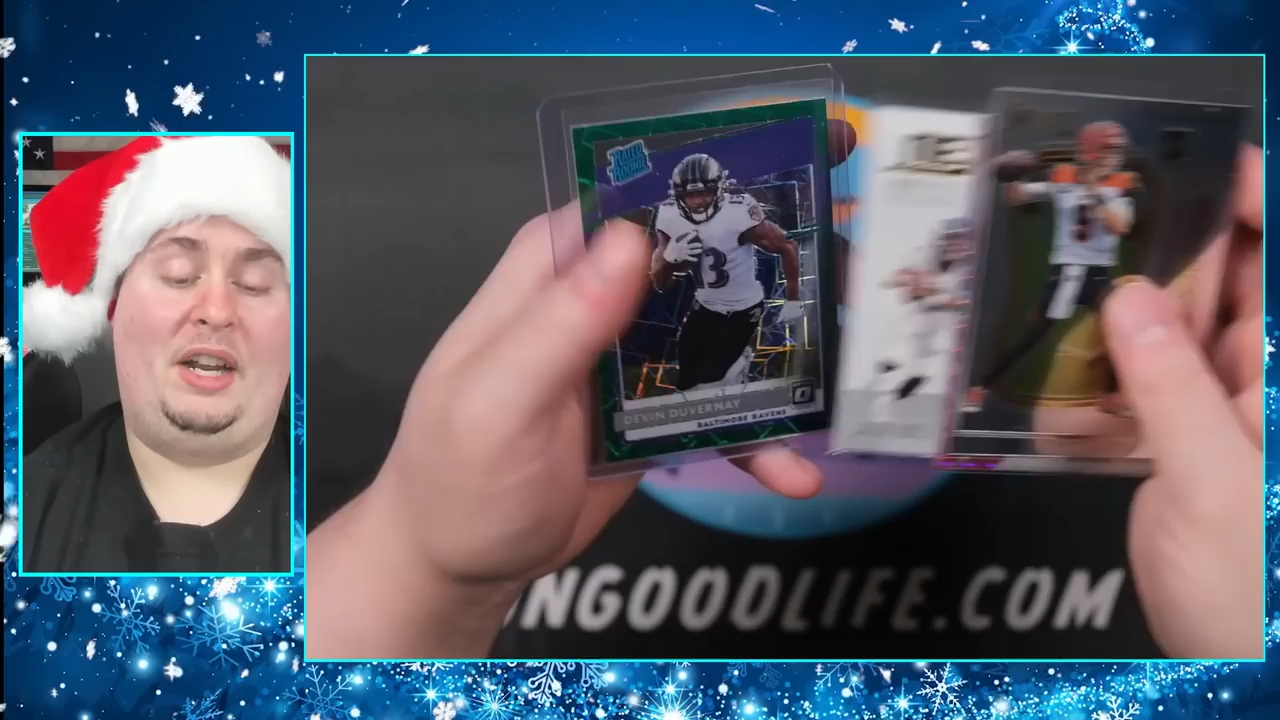 RATED
ROOKIE
13
DEVIN DUVERNAY
BALTIMORE RAVENS
NGOODLIFE.COM